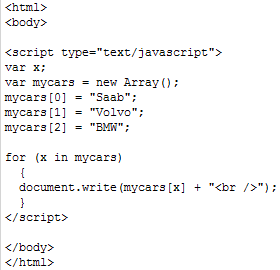 <html>
<body>

<script type="text/javascript">
var x;
var mycars = new Array();
mycars[0] = "Saab";
mycars[1] = "Volvo";
mycars[2] = "BMW";

for (x in mycars)
  {
  document.write(mycars[x] + "<br />");
  }
</script>

</body>
</html>